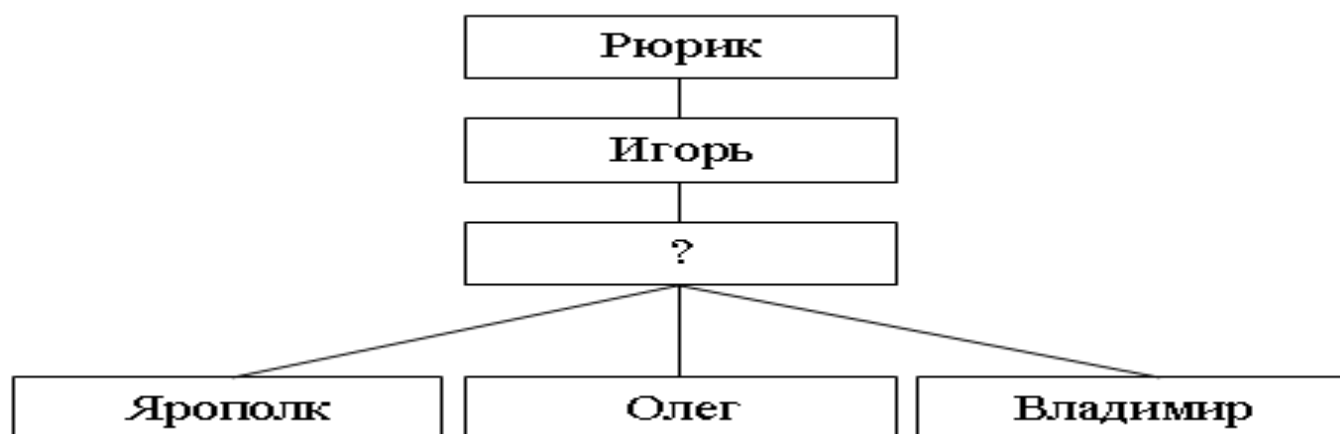 Рюрик
Игорь
?
Ярополк
Олег
Владимир